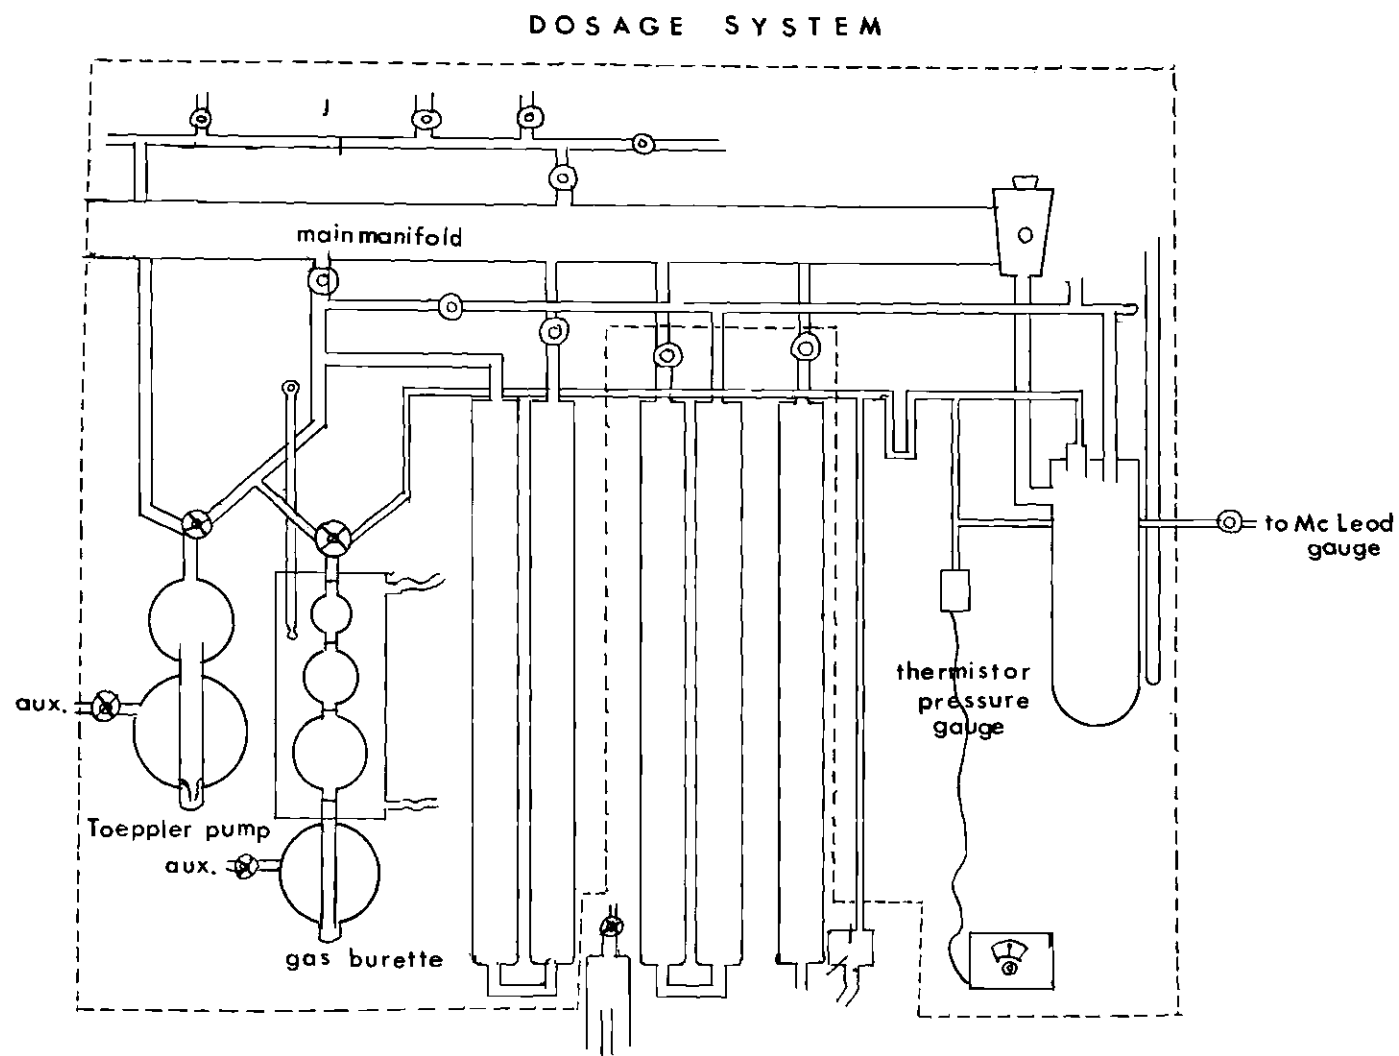 DOSAGE SYSTEM
main manifold
to Mc Leod
gauge
thermistor
pressure
gauge
aux.
Toeppler pump
aux.
gas burette